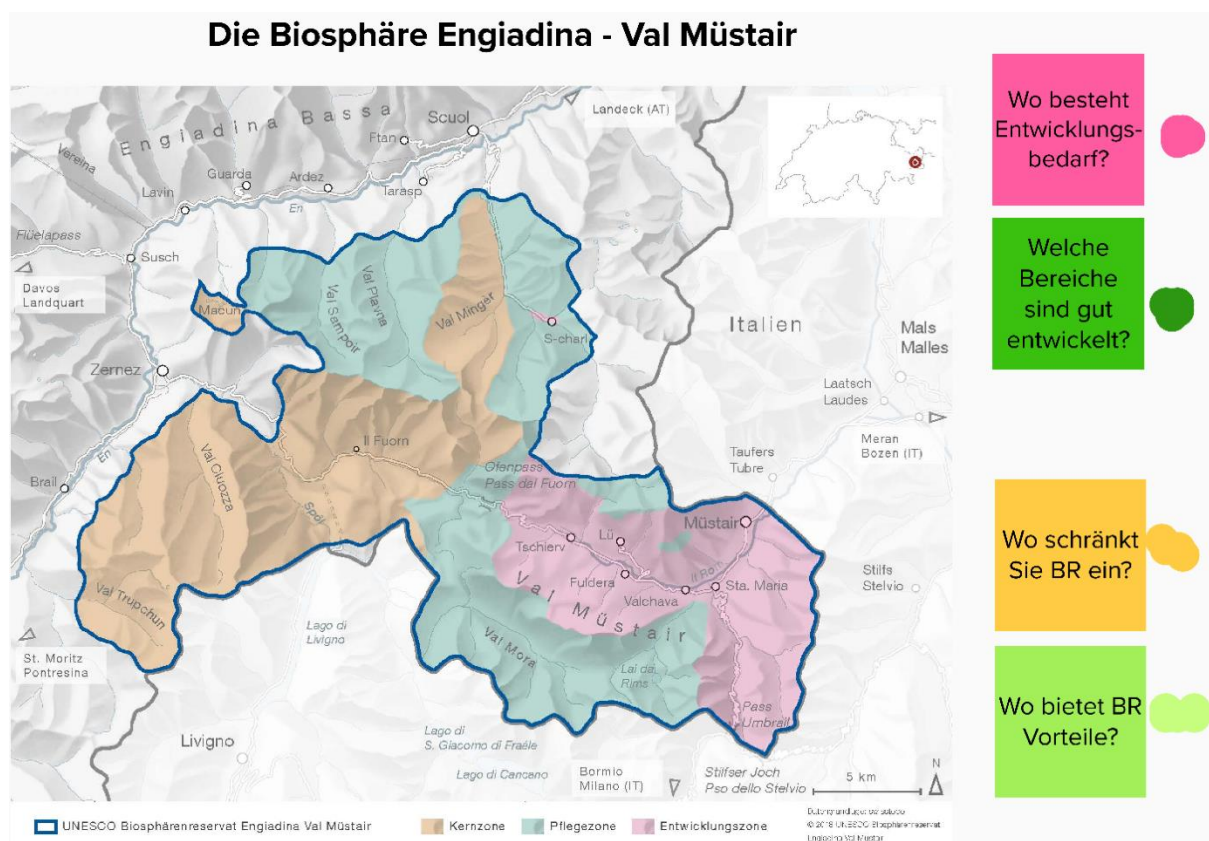 Die Biosphäre Engiadina - Val Müstair
Landeck (AT)
Engiadina Bassa
Scuol
Ftan
Vereina
Guarda
Ardez
Tarasp
Lavin
En
Flüelapass
Susch
Davos
Landquart
Macun
Val Sampoir
Val Plavna
Val Minger
S-charl
Italien
Mals
Malles
Zernez
Laatsch
Laudes
Il Fuorn
Meran
Bozen (IT)
Taufers
Tubre
Brail
En
Val Cluozza
Spöl
Ofenpass
Pass dal Fuorn
Müstair
Tschierv
Lü
Il Rom
Fuldera
Valchava
Sta. Maria
Stilfs
Stelvio
Val Müstair
Val Trupchun
Val Mora
Lai da
Rims
Lago di
Livigno
St. Moritz
Pontresina
Pass
Umbrail
Livigno
Lago di
S. Giacomo di Fraéle
Lago di Cancano
Bormio
Milano (IT)
Stilfser Joch
Pso dello Stelvio
5 km
N
UNESCO Biosphärenreservat Engiadina Val Müstair
Kernzone
Pflegezone
Entwicklungszone
© 2018 UNESCO Biosphärenreservat
Engiadina Val Müstair
Wo besteht
Entwicklungs-
bedarf?
Welche
Bereiche
sind gut
entwickelt?
Wo schränkt
Sie BR ein?
Wo bietet BR
Vorteile?